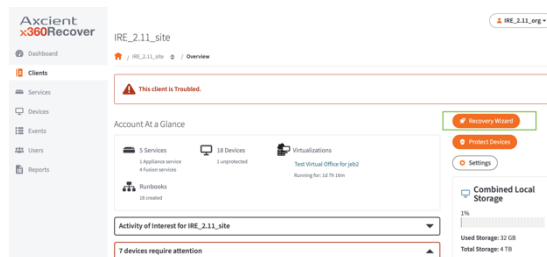 Axcient
x360Recover
IRE_2.11_org
IRE_2.11_site
Dashboard
/ IRE_2.11_site / Overview
Clients
This client is Troubled.
Services
Devices
Events
Users
Reports
Account At a Glance
Recovery Wizard
Protect Devices
Settings
5 Services
1 Appliance service
4 Fusion services
18 Devices
1 unprotected
Virtualizations
Test Virtual Office for jeb2
Running for: 1d 7h 16m
Runbooks
18 created
Combined Local
Storage
1%
Used Storage: 32 GB
Total Storage: 4 TB
Activity of Interest for IRE_2.11_site
7 devices require attention